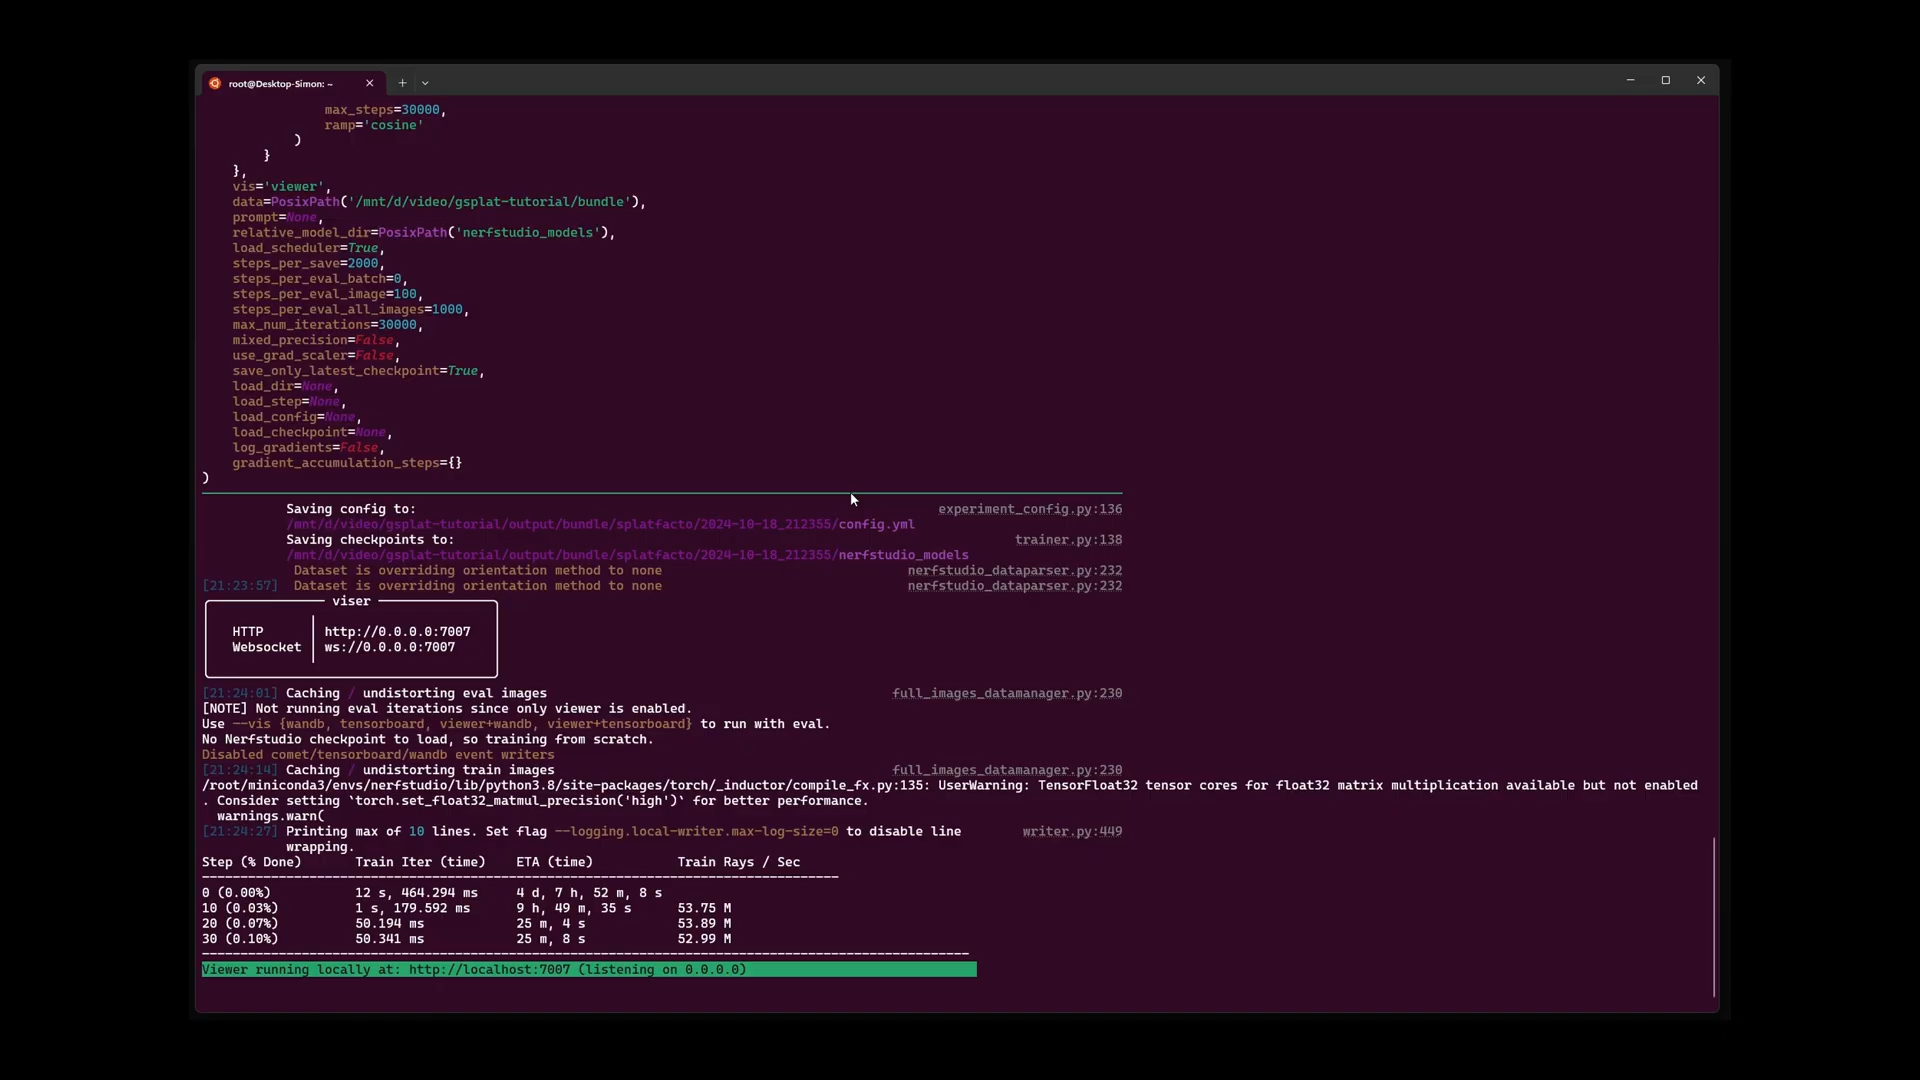 root@Desktop-Simon: ~
max_steps=30000,
ramp='cosine'
)
}
},
vis='viewer',
data=PosixPath('/mnt/d/video/gsplat-tutorial/bundle'),
prompt=None,
relative_model_dir=PosixPath('nerfstudio_models'),
load_scheduler=True,
steps_per_save=2000,
steps_per_eval_batch=0,
steps_per_eval_image=100,
steps_per_eval_all_images=1000,
max_num_iterations=30000,
mixed_precision=False,
use_grad_scaler=False,
save_only_latest_checkpoint=True,
load_dir=None,
load_step=None,
load_config=None,
load_checkpoint=None,
log_gradients=False,
gradient_accumulation_steps={}
)
Saving config to: experiment_config.py:136
/mnt/d/video/gsplat-tutorial/output/bundle/splatfacto/2024-10-18_212355/config.yml
Saving checkpoints to: trainer.py:138
/mnt/d/video/gsplat-tutorial/output/bundle/splatfacto/2024-10-18_212355/nerfstudio_models
Dataset is overriding orientation method to none nerfstudio_dataparser.py:232
[21:23:57] Dataset is overriding orientation method to none nerfstudio_dataparser.py:232
viser
HTTP http://0.0.0.0:7007
Websocket ws://0.0.0.0:7007
[21:24:01] Caching / undistorting eval images full_images_datamanager.py:230
[NOTE] Not running eval iterations since only viewer is enabled.
Use --vis {wandb, tensorboard, viewer+wandb, viewer+tensorboard} to run with eval.
No Nerfstudio checkpoint to load, so training from scratch.
Disabled comet/tensorboard/wandb event writers
[21:24:14] Caching / undistorting train images full_images_datamanager.py:230
/root/miniconda3/envs/nerfstudio/lib/python3.8/site-packages/torch/_inductor/compile_fx.py:135: UserWarning: TensorFloat32 tensor cores for float32 matrix multiplication available but not enabled
. Consider setting `torch.set_float32_matmul_precision('high')` for better performance.
warnings.warn(
[21:24:27] Printing max of 10 lines. Set flag --logging.local-writer.max-log-size=0 to disable line writer.py:449
wrapping.
Step (% Done) Train Iter (time) ETA (time) Train Rays / Sec
0 (0.00%) 12 s, 464.294 ms 4 d, 7 h, 52 m, 8 s
10 (0.03%) 1 s, 179.592 ms 9 h, 49 m, 35 s 53.75 M
20 (0.07%) 50.194 ms 25 m, 4 s 53.89 M
30 (0.10%) 50.341 ms 25 m, 8 s 52.99 M
Viewer running locally at: http://localhost:7007 (listening on 0.0.0.0)